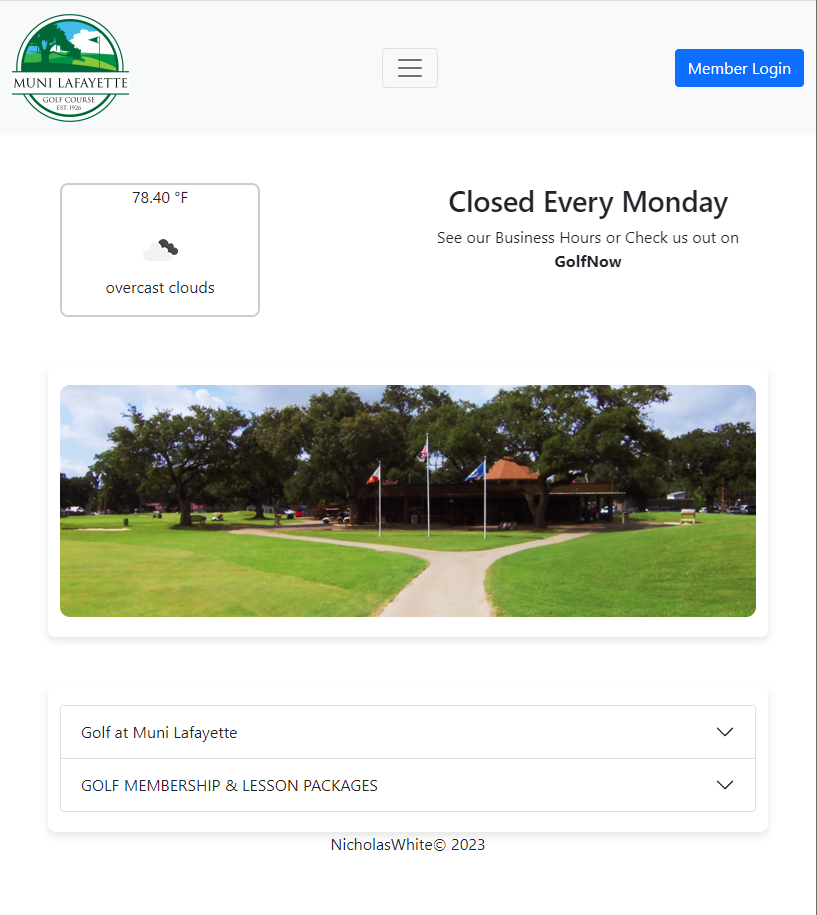 MUNI LAFAYETTE
GOLF COURSE
EST. 1926
Member Login
78.40 °F
overcast clouds
Closed Every Monday
See our Business Hours or Check us out on
GolfNow
Golf at Muni Lafayette
GOLF MEMBERSHIP & LESSON PACKAGES
NicholasWhite© 2023